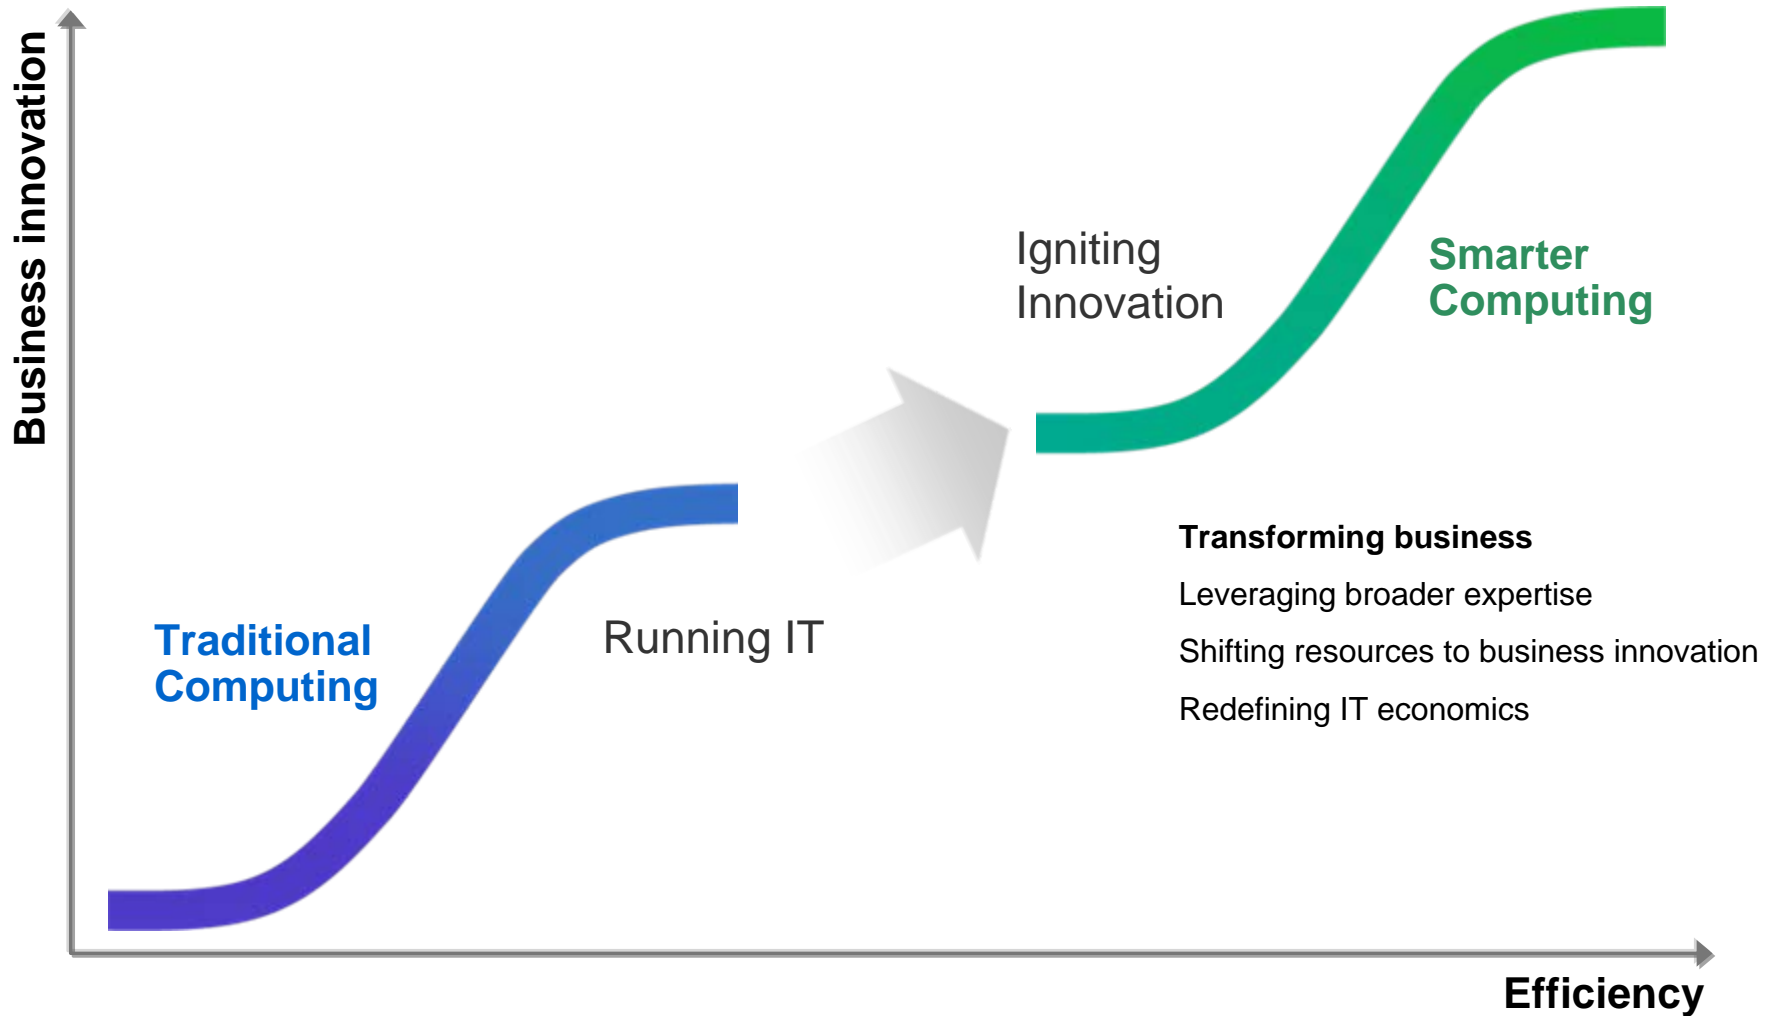 Business innovation
Igniting
Innovation
Smarter
Computing
Traditional
Computing
Running IT
Transforming business
Leveraging broader expertise
Shifting resources to business innovation
Redefining IT economics
Efficiency